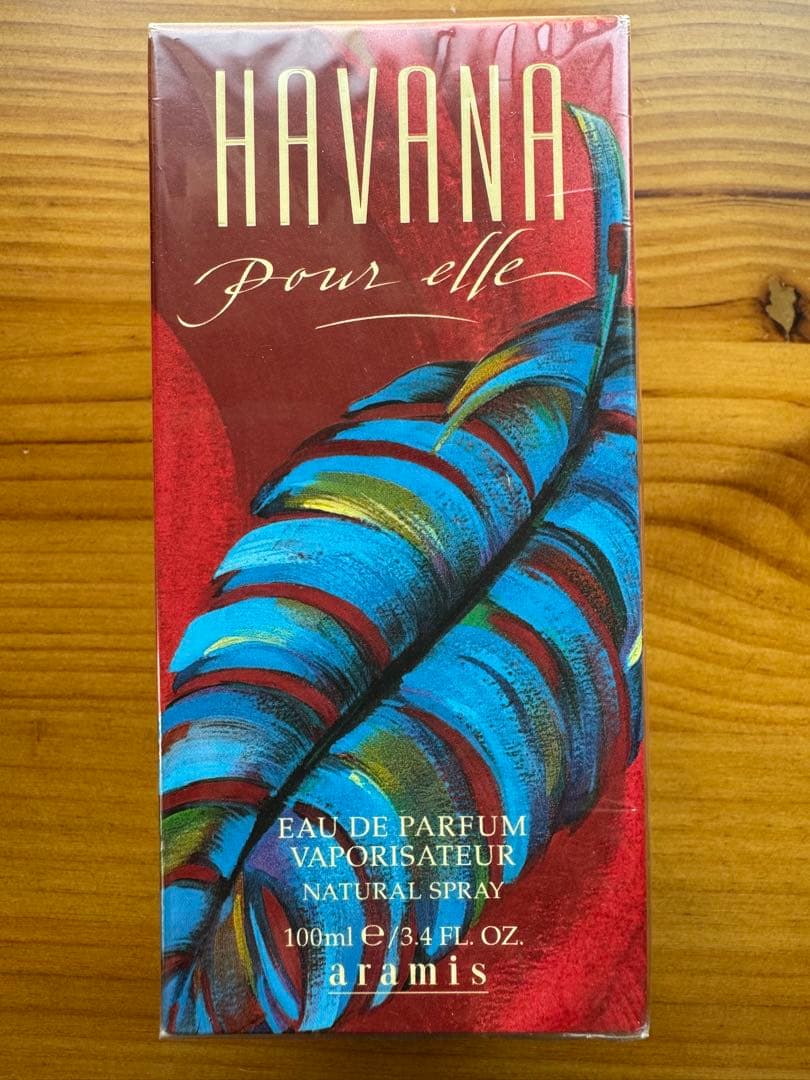 HAVANA
pour elle
EAU DE PARFUM
VAPORISATEUR
NATURAL SPRAY
100ml ℮/3.4 FL. OZ.
aramis